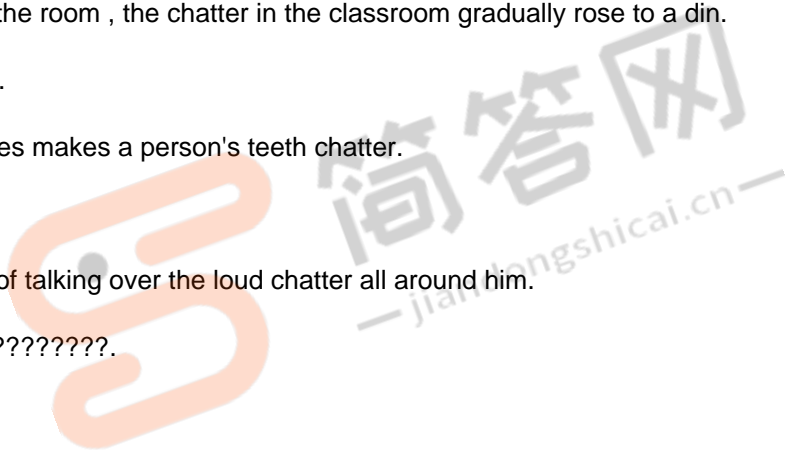 the room , the chatter in the classroom gradually rose to a din.
.
es makes a person's teeth chatter.
简答网
jiandongshicai.cn
of talking over the loud chatter all around him.
????????.